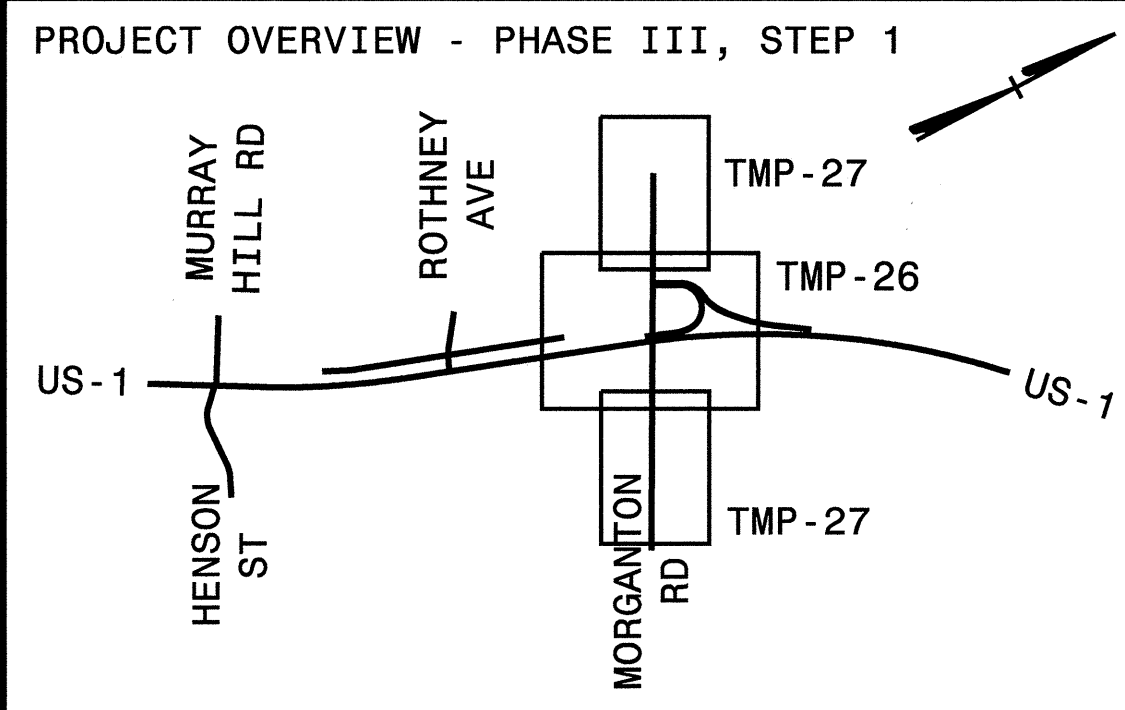 PROJECT OVERVIEW - PHASE III, STEP 1
MURRAY
HILL RD
ROTHNEY
AVE
TMP-27
TMP-26
US-1
US-1
HENSON
ST
MORGANTON
RD
TMP-27